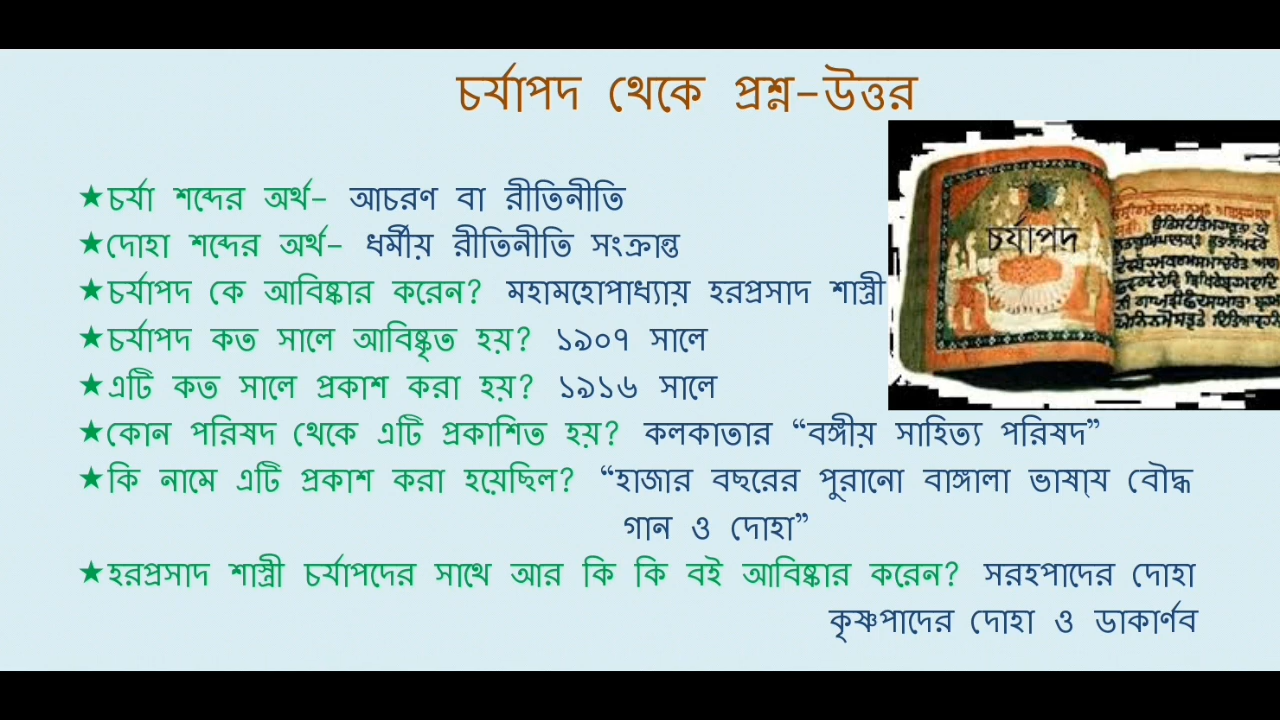 চর্যাপদ থেকে প্রশ্ন-উত্তর
★চর্যা শব্দের অর্থ- আচরণ বা রীতিনীতি
★দোহা শব্দের অর্থ- ধর্মীয় রীতিনীতি সংক্রান্ত
★চর্যাপদ কে আবিষ্কার করেন? মহামহোপাধ্যায় হরপ্রসাদ শাস্ত্রী
চর্যাপদ
★চর্যাপদ কত সালে আবিষ্কৃত হয়? ১৯০৭ সালে
★এটি কত সালে প্রকাশ করা হয়? ১৯১৬ সালে
★কোন পরিষদ থেকে এটি প্রকাশিত হয়? কলকাতার “বঙ্গীয় সাহিত্য পরিষদ”
★কি নামে এটি প্রকাশ করা হয়েছিল? “হাজার বছরের পুরানো বাঙ্গালা ভাষা্য বৌদ্ধ
গান ও দোহা”
★হরপ্রসাদ শাস্ত্রী চর্যাপদের সাথে আর কি কি বই আবিষ্কার করেন? সরহপাদের দোহা
কৃষ্ণপাদের দোহা ও ডাকার্ণব